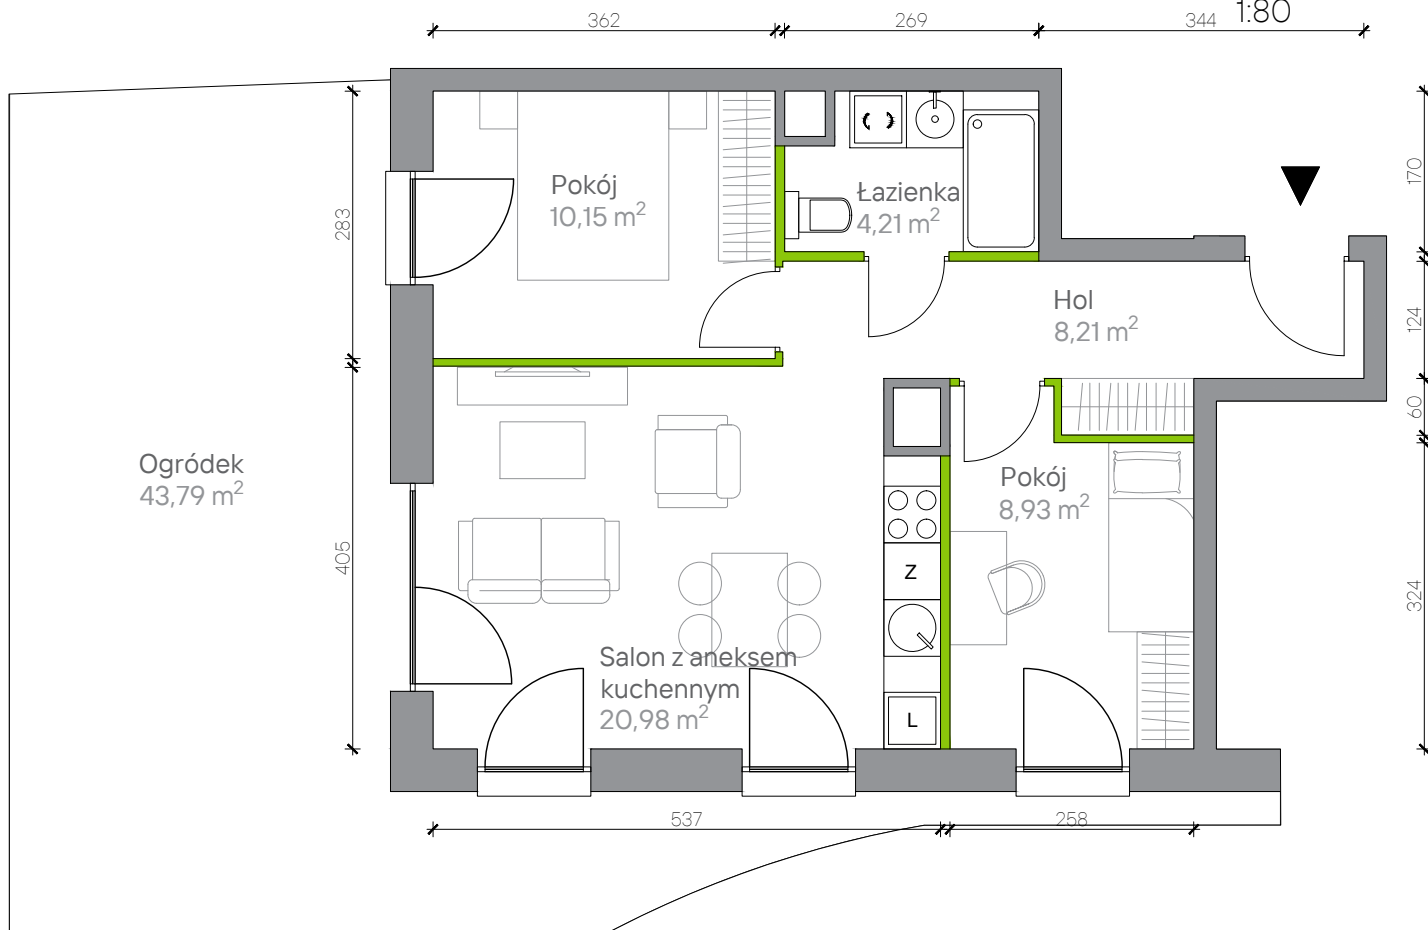 1:80
362
269
344
Pokój
10,15 m²
Łazienka
4,21 m²
170
283
Hol
8,21 m²
124
60
Ogródek
43,79 m²
Pokój
8,93 m²
405
Z
324
Salon z aneksem
kuchennym
20,98 m²
L
537
258